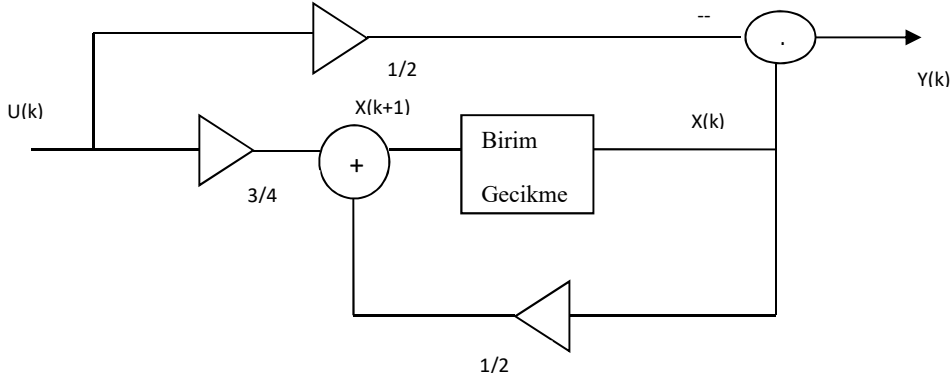 --
.
1/2
Y(k)
U(k)
X(k+1)
X(k)
Birim
Gecikme
+
3/4
1/2